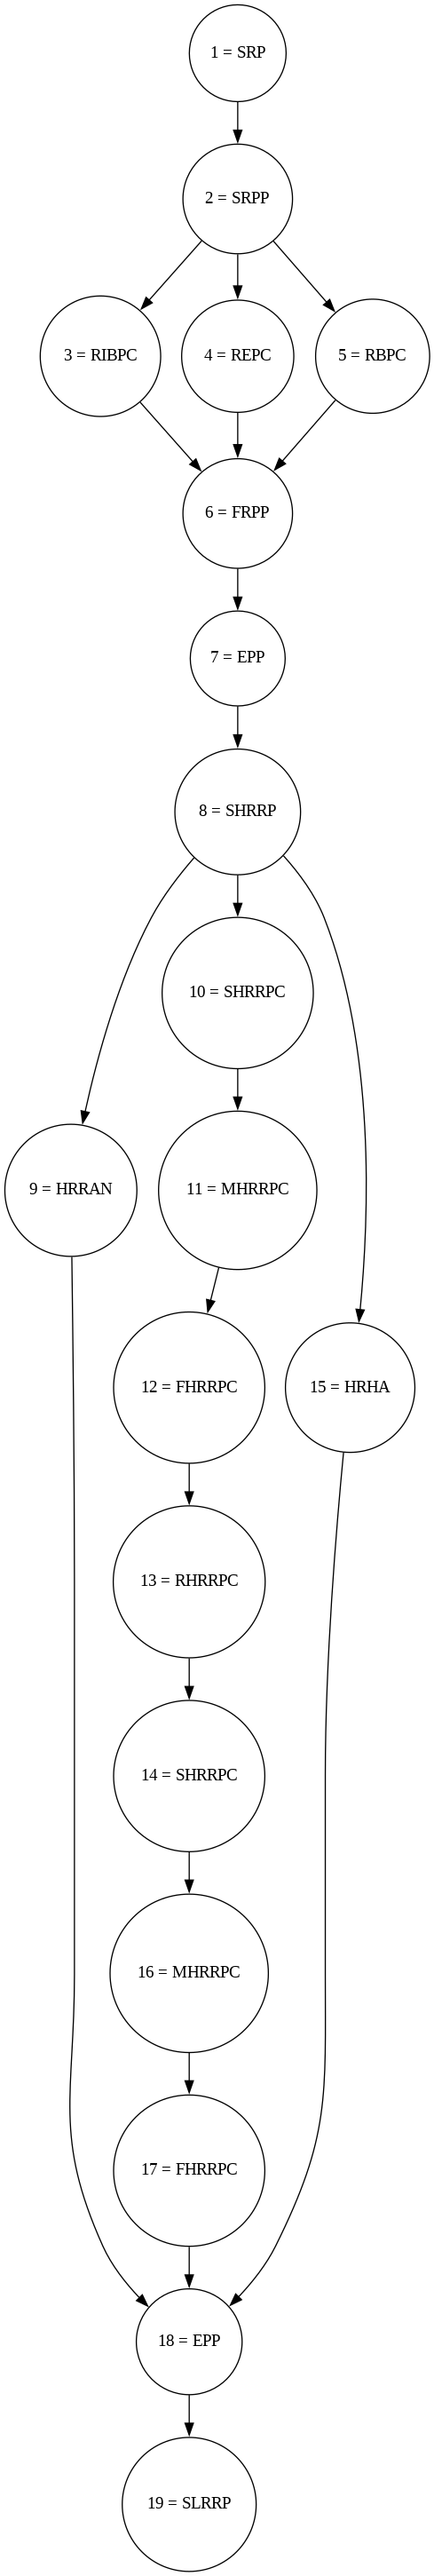 1 = SRP
2 = SRPP
3 = RIBPC
4 = REPC
5 = RBPC
6 = FRPP
7 = EPP
8 = SHRRP
10 = SHRRPC
9 = HRRAN
11 = MHRRPC
12 = FHRRPC
15 = HRHA
13 = RHRRPC
14 = SHRRPC
16 = MHRRPC
17 = FHRRPC
18 = EPP
19 = SLRRP